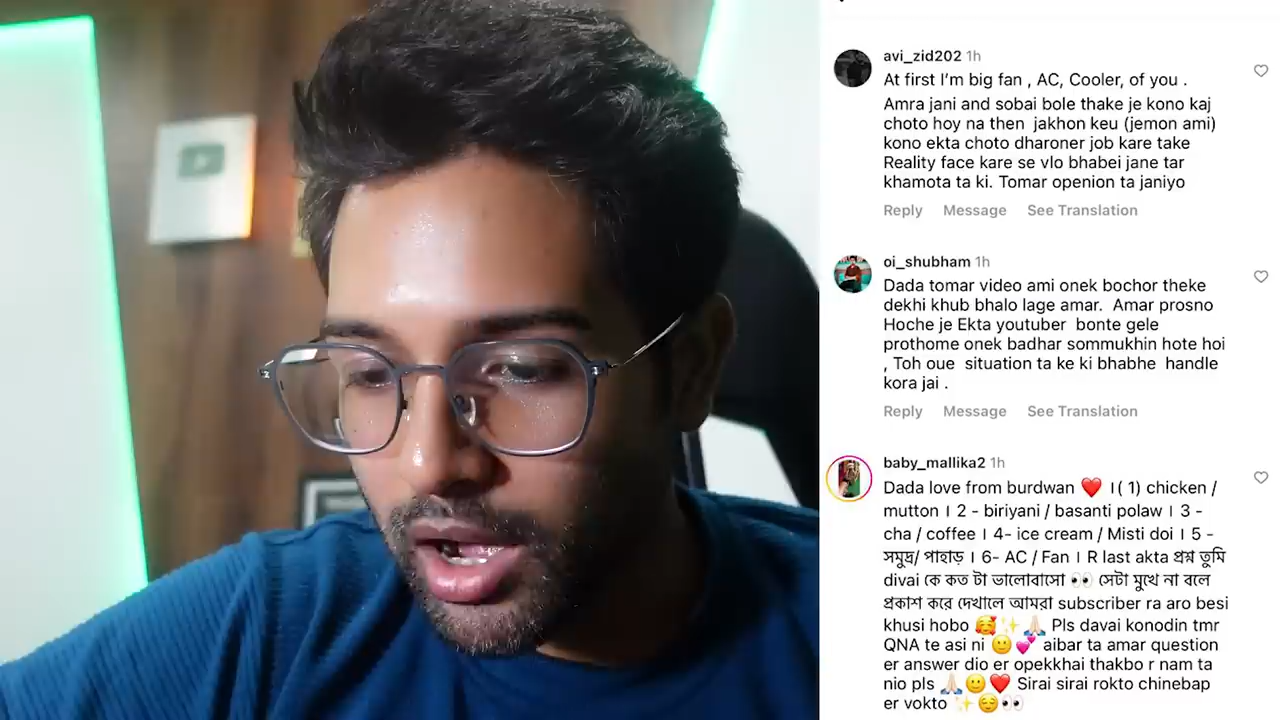 avi_zid202 1h
At first I'm big fan , AC, Cooler, of you .
Amra jani and sobai bole thake je kono kaj
choto hoy na then jakhon keu (jemon ami)
kono ekta choto dharoner job kare take
Reality face kare se vlo bhabei jane tar
khamota ta ki. Tomar openion ta janiyo
Reply Message See Translation
oi_shubham 1h
Dada tomar video ami onek bochor theke
dekhi khub bhalo lage amar. Amar prosno
Hoche je Ekta youtuber bonte gele
prothome onek badhar sommukhin hote hoi
, Toh oue situation ta ke ki bhabhe handle
kora jai .
Reply Message See Translation
baby_mallika2 1h
Dada love from burdwan ❤️ ।( 1) chicken /
mutton । 2 - biriyani / basanti polaw । 3 -
cha / coffee । 4- ice cream / Misti doi । 5 -
সমুদ্র/ পাহাড় । 6- AC / Fan । R last akta প্রশ্ন তুমি
divai কে কত টা ভালোবাসো 👀 সেটা মুখে না বলে
প্রকাশ করে দেখালে আমরা subscriber ra aro besi
khusi hobo 🥰✨🙏🏻 Pls davai konodin tmr
QNA te asi ni 🙂💕 aibar ta amar question
er answer dio er opekkhai thakbo r nam ta
nio pls 🙏🏻🙂❤️ Sirai sirai rokto chinebap
er vokto ✨😌👀